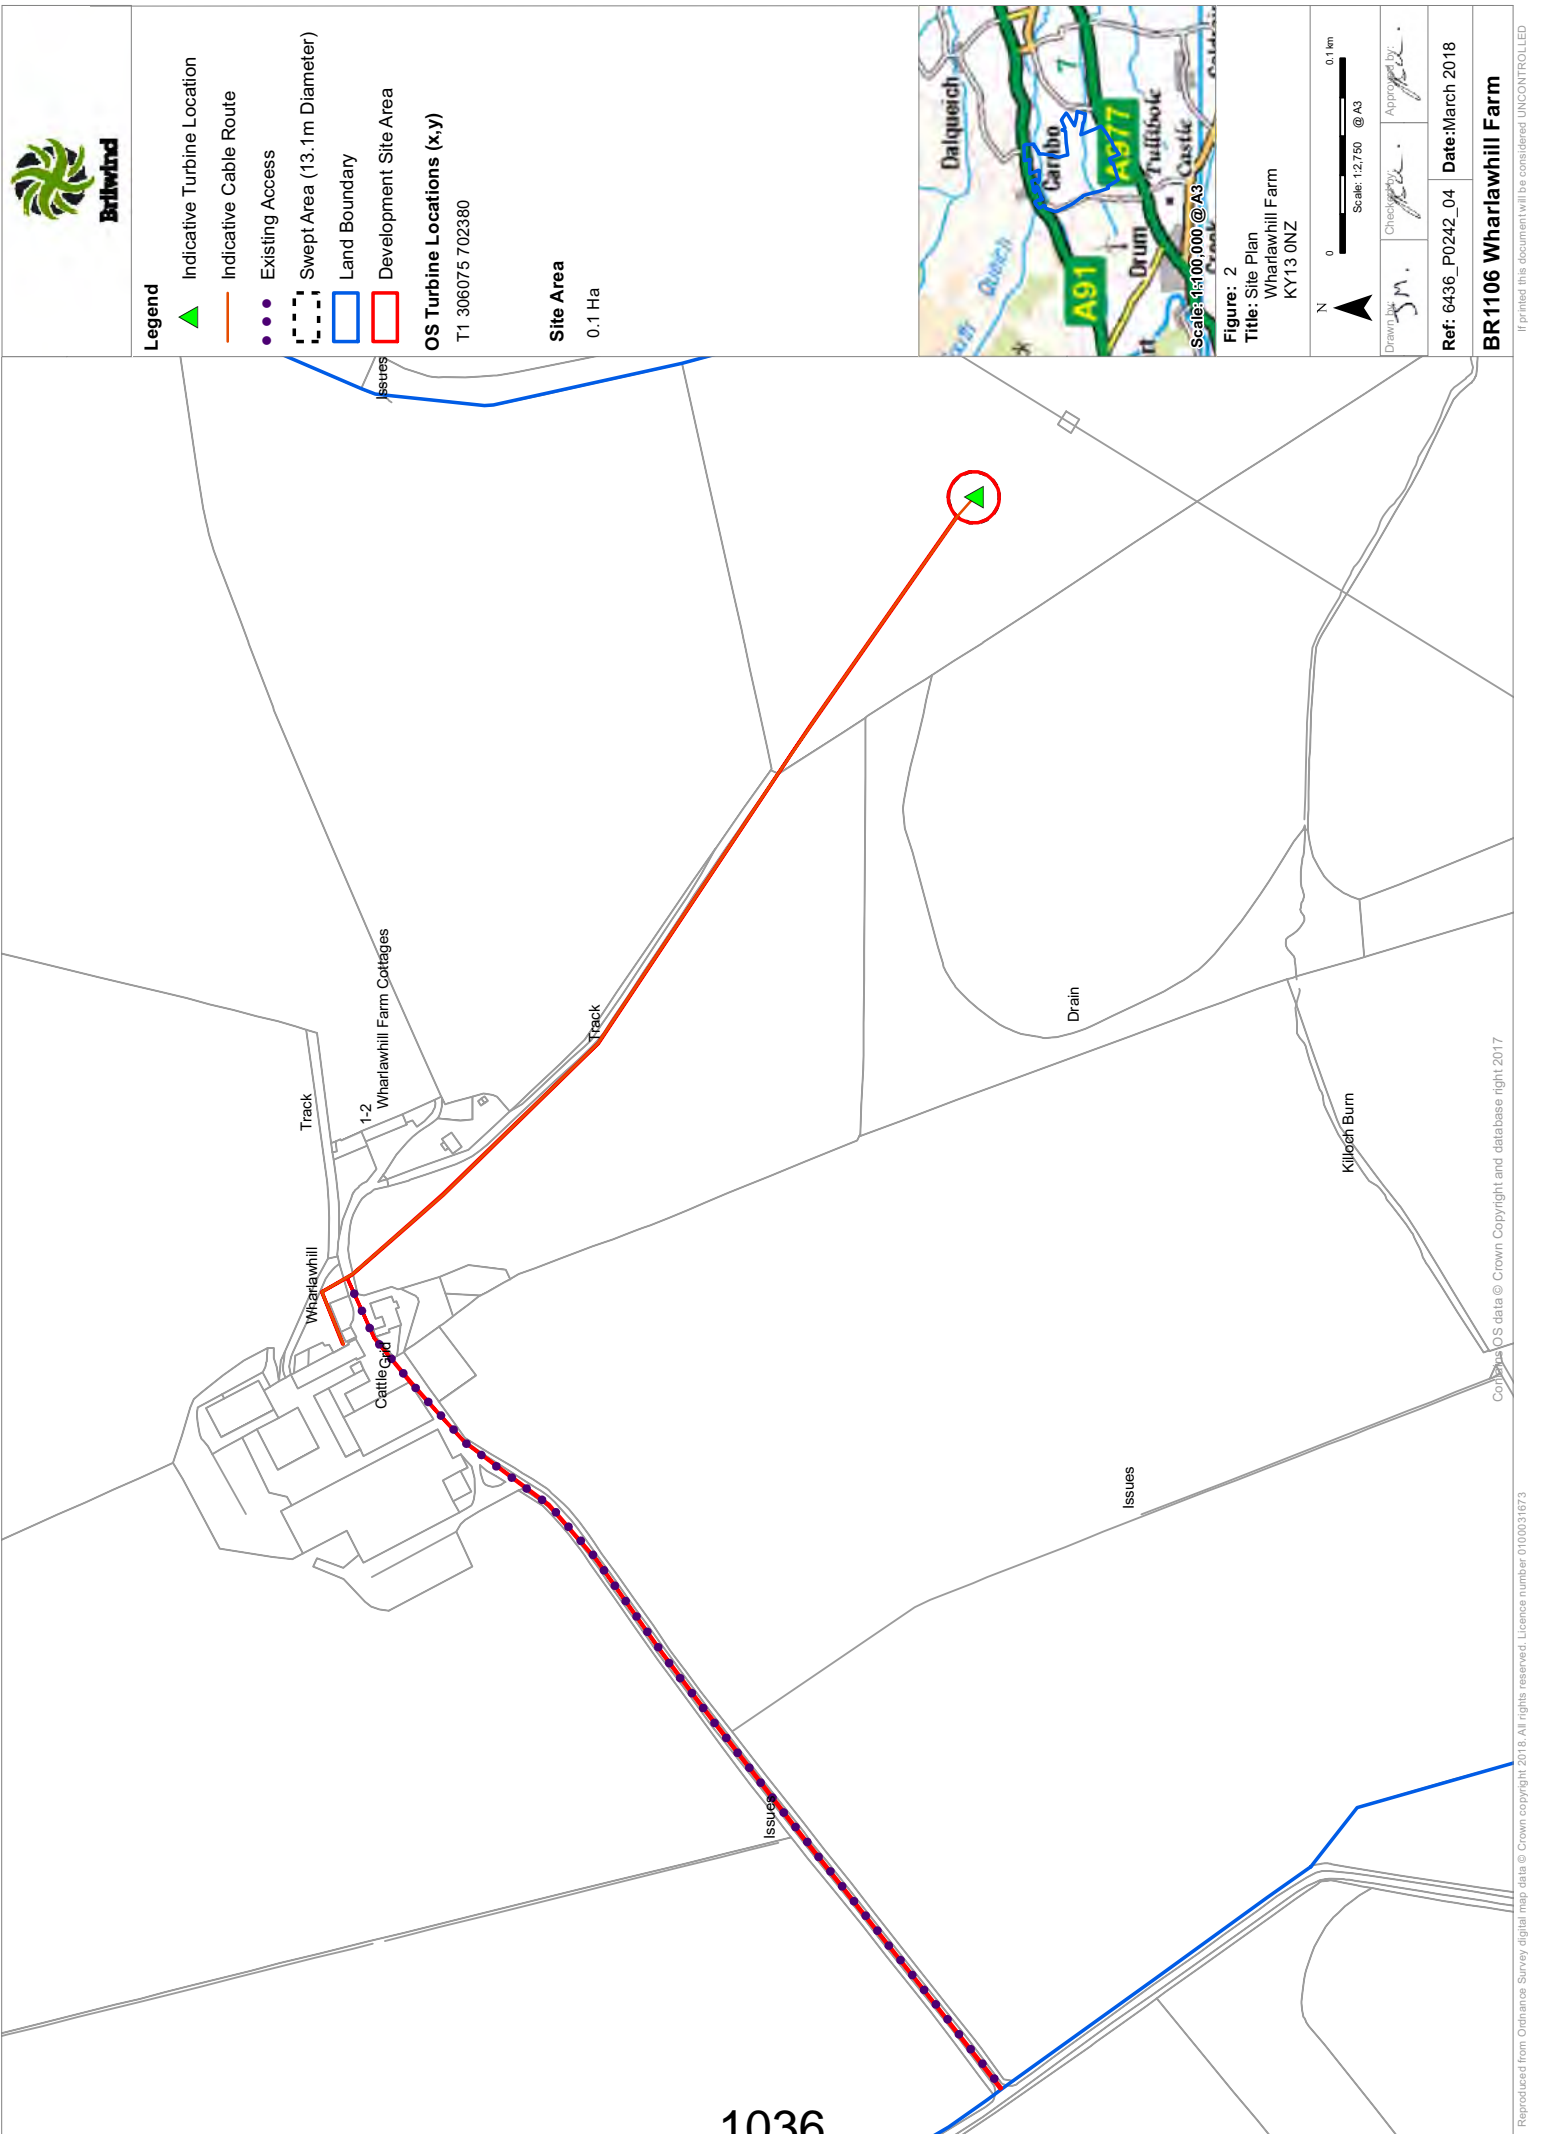 Britwind
Legend
Indicative Turbine Location
Indicative Cable Route
Existing Access
Swept Area (13.1m Diameter)
Land Boundary
Development Site Area
OS Turbine Locations (x,y)
T1 306075 702380
Site Area
0.1 Ha
Dalqueich
Queich
Carnbo
7
A977
A91
Drum
Tullibole
Castle
Scale: 1:100,000 @ A3
Figure: 2
Title: Site Plan
Wharlawhill Farm
KY13 0NZ
N
0
0.1 km
Scale: 1:2,750 @ A3
Drawn by:
J.M.
Checked by:
Approved by:
Ref: 6436_P0242_04
Date:March 2018
BR1106 Wharlawhill Farm
If printed this document will be considered UNCONTROLLED
Issues
Track
1-2
Wharlawhill Farm Cottages
Track
Wharlawhill
Cattle Grid
Drain
Killoch Burn
Issues
Issues
Contains OS data © Crown Copyright and database right 2017
Reproduced from Ordnance Survey digital map data © Crown copyright 2018. All rights reserved. Licence number 0100031673
1036